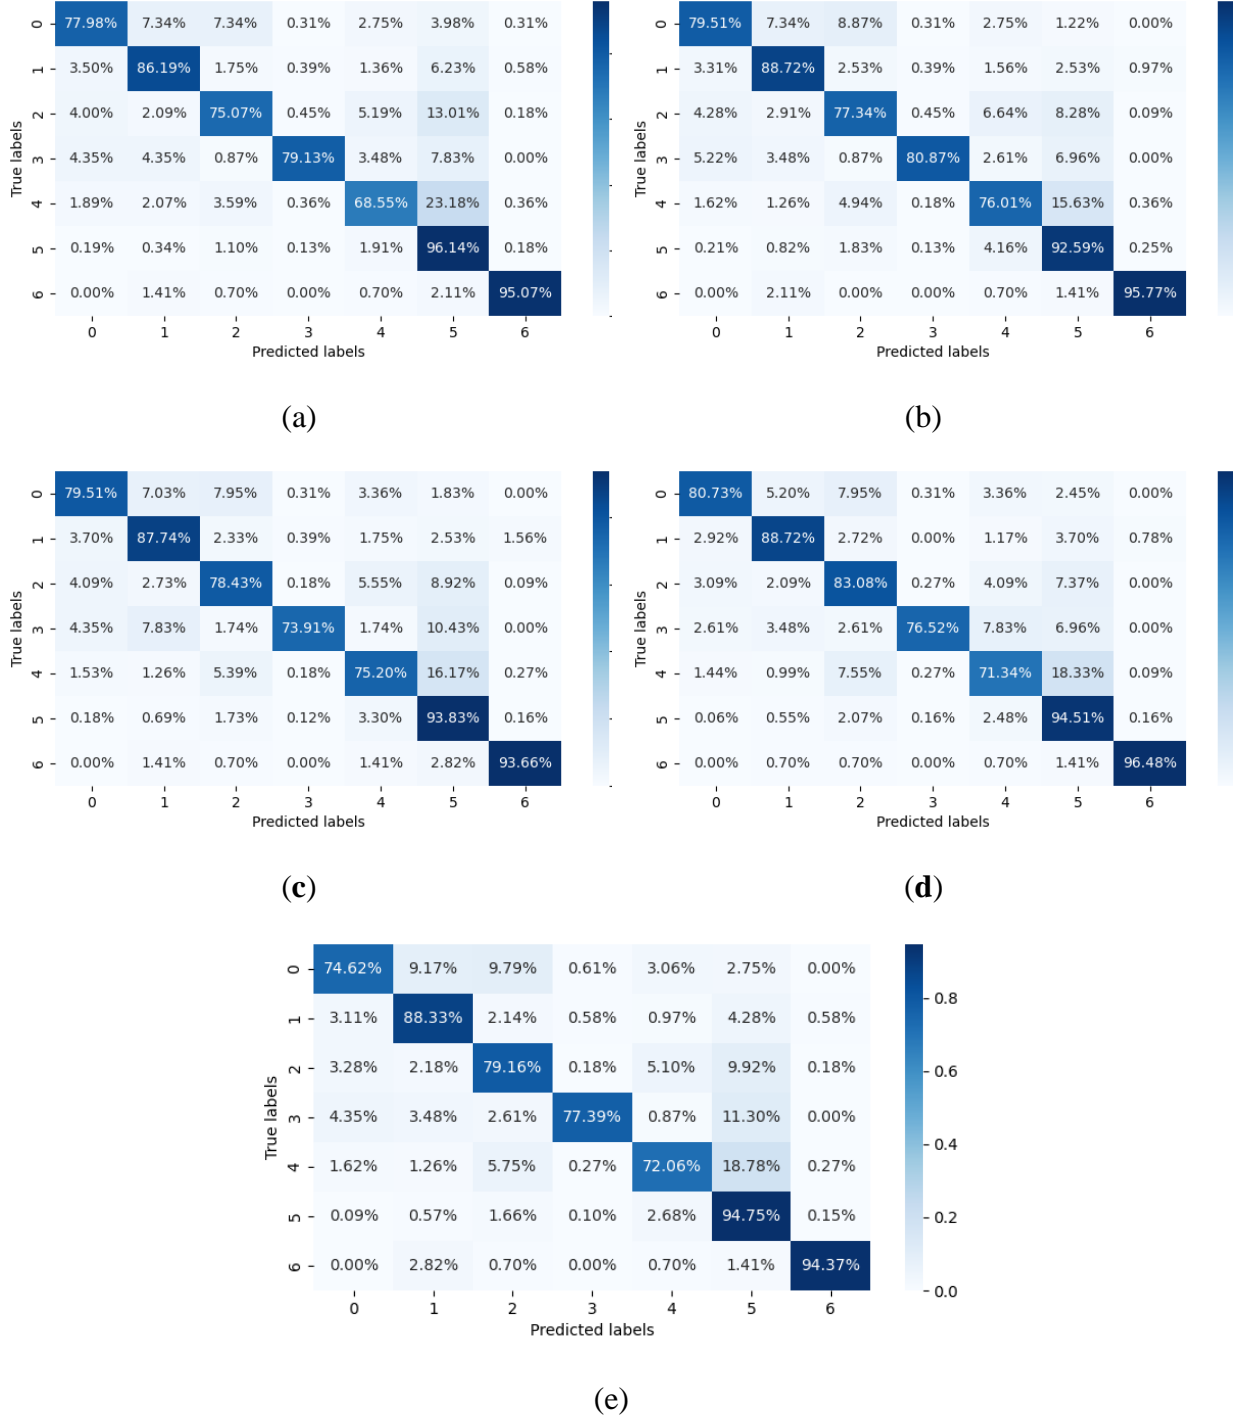 0 77.98% 7.34% 7.34% 0.31% 2.75% 3.98% 0.31%
1 3.50% 86.19% 1.75% 0.39% 1.36% 6.23% 0.58%
2 4.00% 2.09% 75.07% 0.45% 5.19% 13.01% 0.18%
3 4.35% 4.35% 0.87% 79.13% 3.48% 7.83% 0.00%
4 1.89% 2.07% 3.59% 0.36% 68.55% 23.18% 0.36%
5 0.19% 0.34% 1.10% 0.13% 1.91% 96.14% 0.18%
6 0.00% 1.41% 0.70% 0.00% 0.70% 2.11% 95.07%
True labels
0 1 2 3 4 5 6
Predicted labels
(a)
0 79.51% 7.34% 8.87% 0.31% 2.75% 1.22% 0.00%
1 3.31% 88.72% 2.53% 0.39% 1.56% 2.53% 0.97%
2 4.28% 2.91% 77.34% 0.45% 6.64% 8.28% 0.09%
3 5.22% 3.48% 0.87% 80.87% 2.61% 6.96% 0.00%
4 1.62% 1.26% 4.94% 0.18% 76.01% 15.63% 0.36%
5 0.21% 0.82% 1.83% 0.13% 4.16% 92.59% 0.25%
6 0.00% 2.11% 0.00% 0.00% 0.70% 1.41% 95.77%
True labels
0 1 2 3 4 5 6
Predicted labels
(b)
0 79.51% 7.03% 7.95% 0.31% 3.36% 1.83% 0.00%
1 3.70% 87.74% 2.33% 0.39% 1.75% 2.53% 1.56%
2 4.09% 2.73% 78.43% 0.18% 5.55% 8.92% 0.09%
3 4.35% 7.83% 1.74% 73.91% 1.74% 10.43% 0.00%
4 1.53% 1.26% 5.39% 0.18% 75.20% 16.17% 0.27%
5 0.18% 0.69% 1.73% 0.12% 3.30% 93.83% 0.16%
6 0.00% 1.41% 0.70% 0.00% 1.41% 2.82% 93.66%
True labels
0 1 2 3 4 5 6
Predicted labels
(c)
0 80.73% 5.20% 7.95% 0.31% 3.36% 2.45% 0.00%
1 2.92% 88.72% 2.72% 0.00% 1.17% 3.70% 0.78%
2 3.09% 2.09% 83.08% 0.27% 4.09% 7.37% 0.00%
3 2.61% 3.48% 2.61% 76.52% 7.83% 6.96% 0.00%
4 1.44% 0.99% 7.55% 0.27% 71.34% 18.33% 0.09%
5 0.06% 0.55% 2.07% 0.16% 2.48% 94.51% 0.16%
6 0.00% 0.70% 0.70% 0.00% 0.70% 1.41% 96.48%
True labels
0 1 2 3 4 5 6
Predicted labels
(d)
0 74.62% 9.17% 9.79% 0.61% 3.06% 2.75% 0.00%
1 3.11% 88.33% 2.14% 0.58% 0.97% 4.28% 0.58%
2 3.28% 2.18% 79.16% 0.18% 5.10% 9.92% 0.18%
3 4.35% 3.48% 2.61% 77.39% 0.87% 11.30% 0.00%
4 1.62% 1.26% 5.75% 0.27% 72.06% 18.78% 0.27%
5 0.09% 0.57% 1.66% 0.10% 2.68% 94.75% 0.15%
6 0.00% 2.82% 0.70% 0.00% 0.70% 1.41% 94.37%
True labels
0 1 2 3 4 5 6
Predicted labels
0.8
0.6
0.4
0.2
0.0
(e)